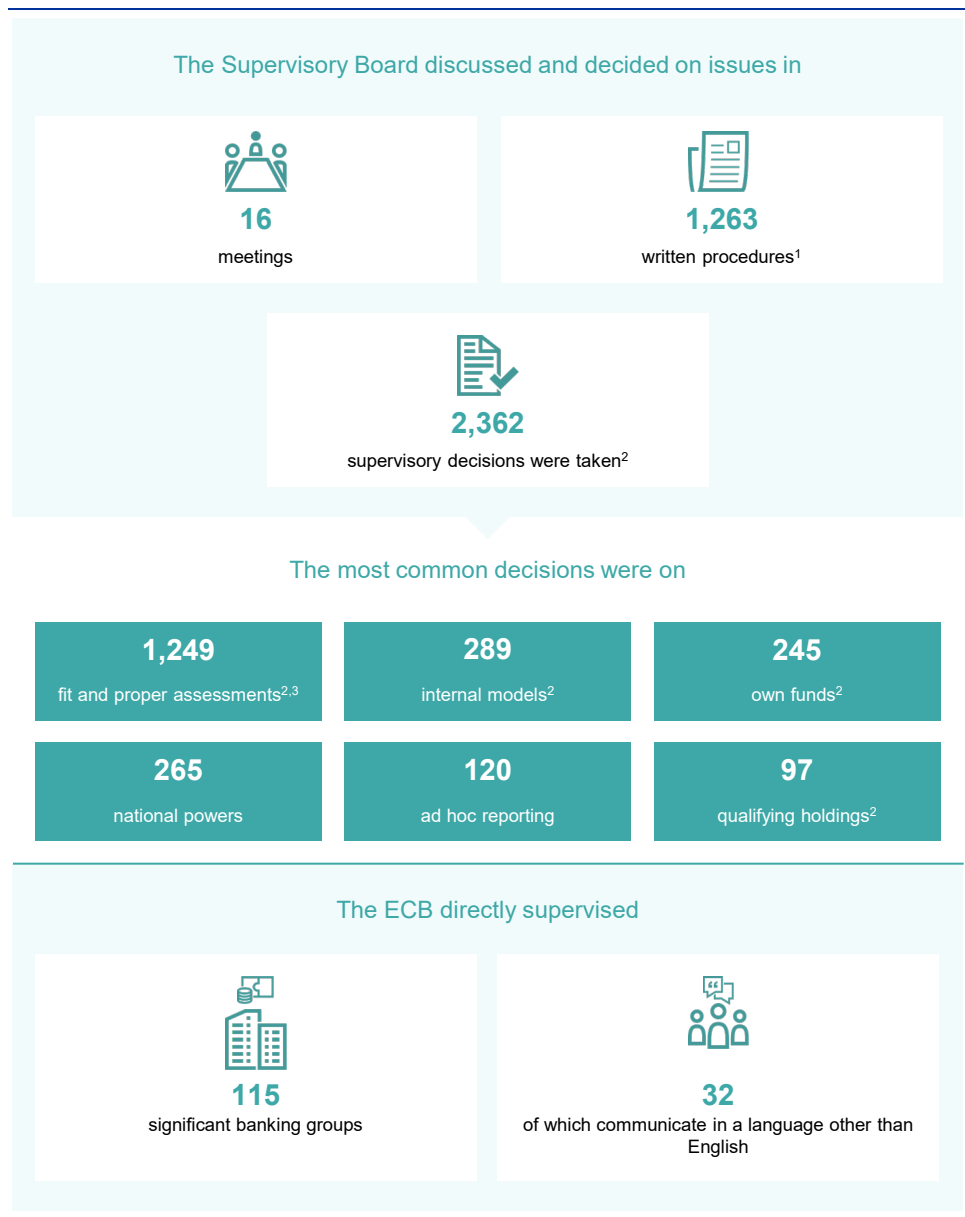 The Supervisory Board discussed and decided on issues in
16
meetings
1,263
written procedures¹
2,362
supervisory decisions were taken²
The most common decisions were on
1,249
fit and proper assessments²,³
289
internal models²
245
own funds²
265
national powers
120
ad hoc reporting
97
qualifying holdings²
The ECB directly supervised
115
significant banking groups
32
of which communicate in a language other than
English